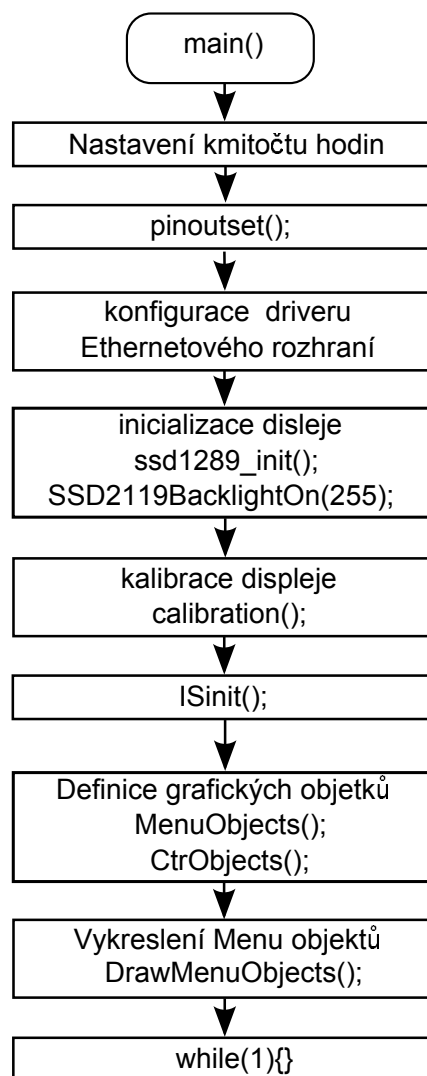 main()
Nastavení kmitočtu hodin
pinoutset();
konfigurace driveru
Ethernetového rozhraní
inicializace disleje
ssd1289_init();
SSD2119BacklightOn(255);
kalibrace displeje
calibration();
ISinit();
Definice grafických objetků
MenuObjects();
CtrObjects();
Vykreslení Menu objektů
DrawMenuObjects();
while(1){}